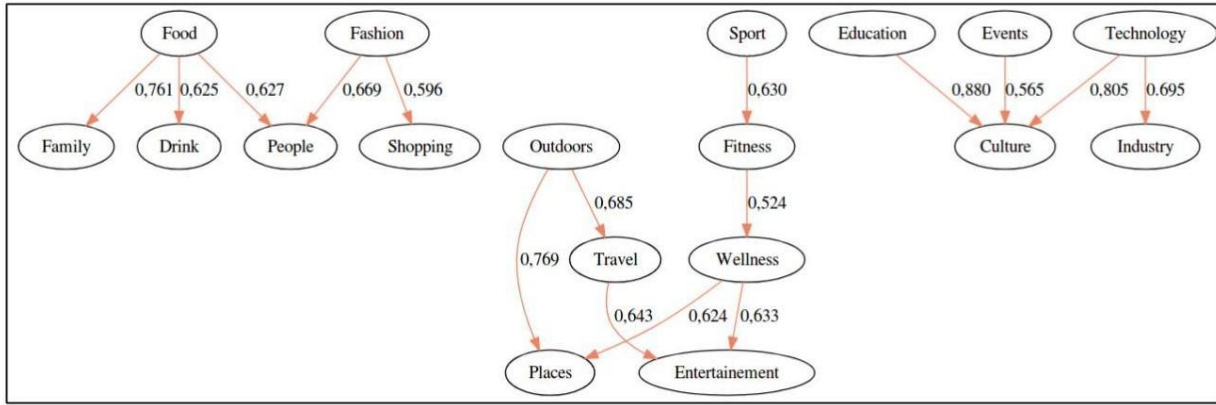 Food
Fashion
Sport
Education
Events
Technology
0,761
0,625
0,627
0,669
0,596
0,630
0,880
0,565
0,805
0.695
Family
Drink
People
Shopping
Outdoors
Fitness
Culture
Industry
0,685
0,524
0,769
Travel
Wellness
0,643
0,624
0,633
Places
Entertainement